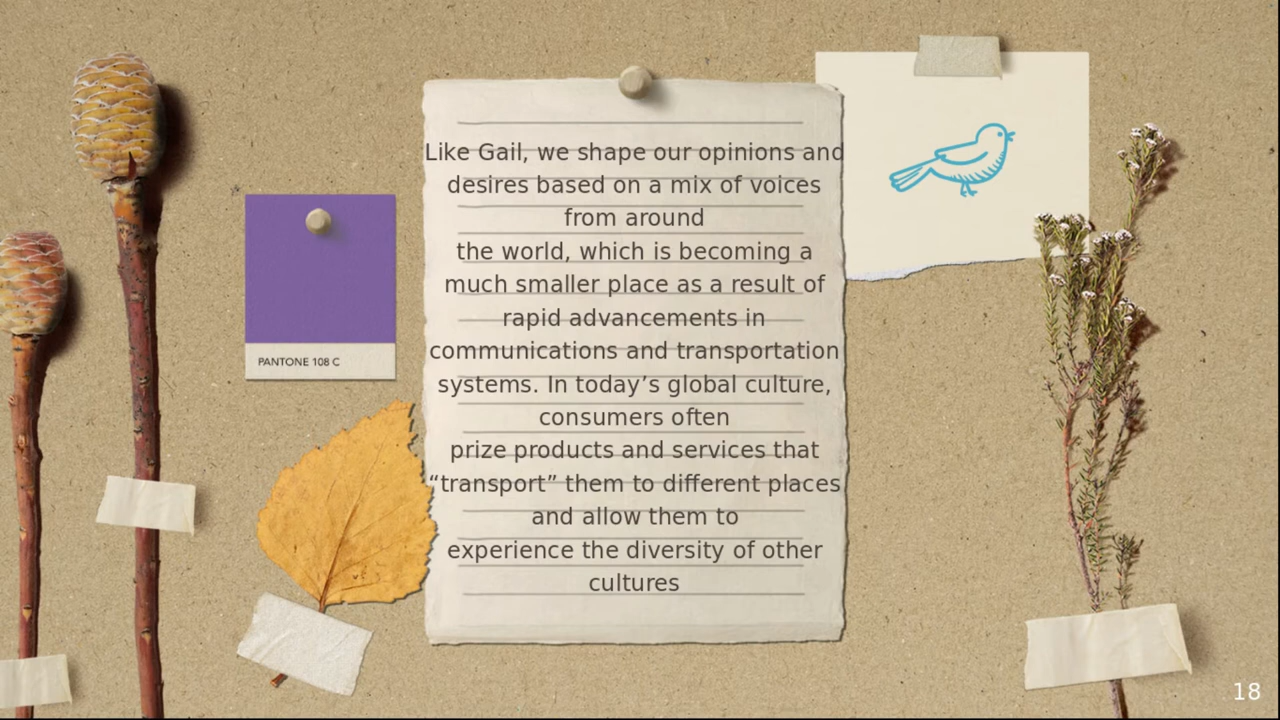 Like Gail, we shape our opinions and
desires based on a mix of voices
from around
the world, which is becoming a
much smaller place as a result of
rapid advancements in
communications and transportation
systems. In today’s global culture,
consumers often
prize products and services that
“transport” them to different places
and allow them to
experience the diversity of other
cultures
PANTONE 108 C
18